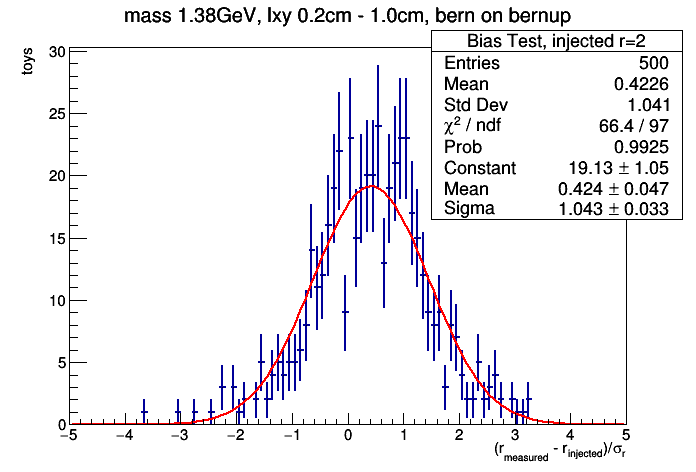 mass 1.38GeV, lxy 0.2cm - 1.0cm, bern on bernup
Bias Test, injected r=2
Entries 500
Mean 0.4226
Std Dev 1.041
χ² / ndf 66.4 / 97
Prob 0.9925
Constant 19.13 ± 1.05
Mean 0.424 ± 0.047
Sigma 1.043 ± 0.033
toys
30
25
20
15
10
5
0
−5 −4 −3 −2 −1 0 1 2 3 4 5
(r_measured - r_injected)/σ_r